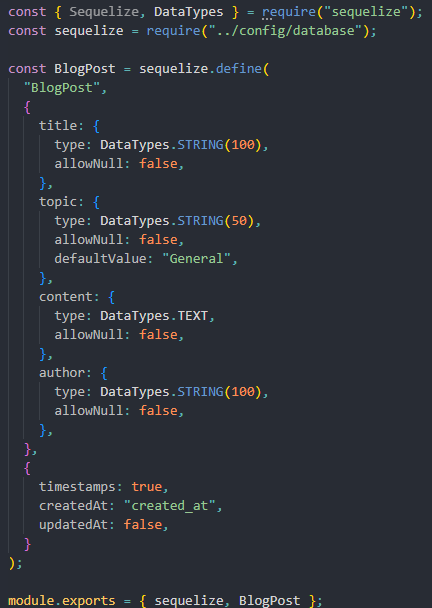 const { Sequelize, DataTypes } = require("sequelize");
const sequelize = require("../config/database");

const BlogPost = sequelize.define(
  "BlogPost",
  {
    title: {
      type: DataTypes.STRING(100),
      allowNull: false,
    },
    topic: {
      type: DataTypes.STRING(50),
      allowNull: false,
      defaultValue: "General",
    },
    content: {
      type: DataTypes.TEXT,
      allowNull: false,
    },
    author: {
      type: DataTypes.STRING(100),
      allowNull: false,
    },
  },
  {
    timestamps: true,
    createdAt: "created_at",
    updatedAt: false,
  }
);

module.exports = { sequelize, BlogPost };